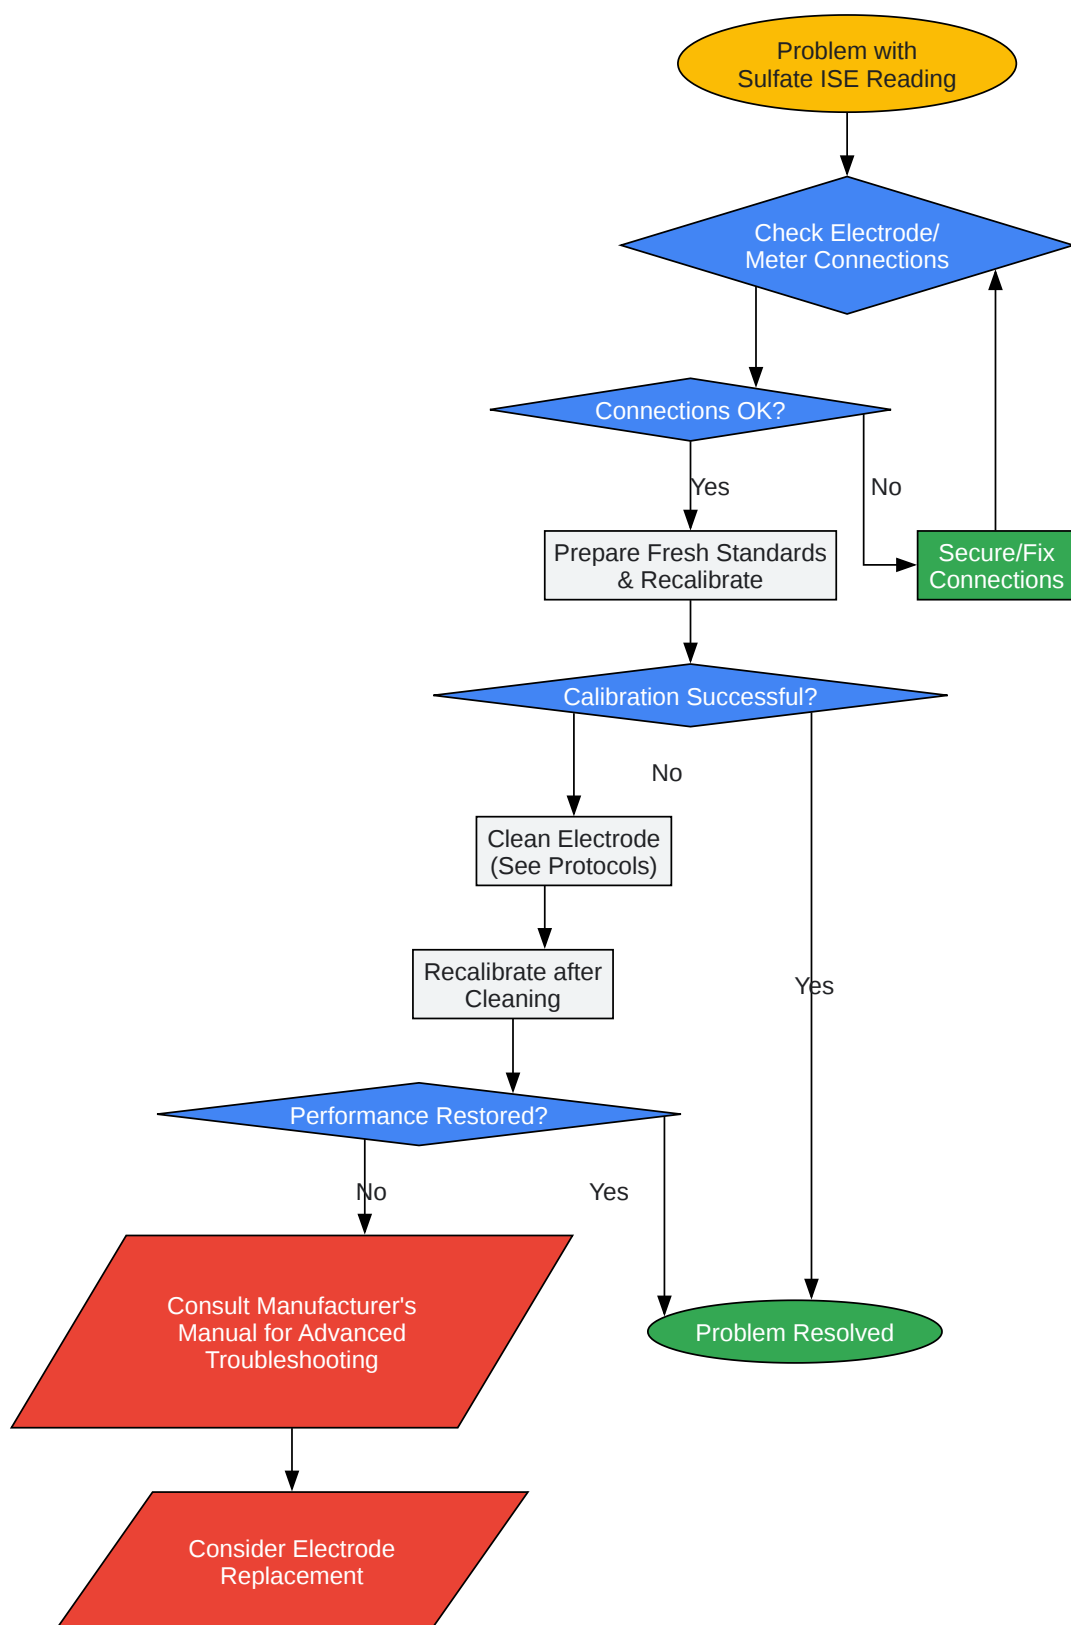 Problem with
Sulfate ISE Reading
Check Electrode/
Meter Connections
Connections OK?
Yes
No
Prepare Fresh Standards
& Recalibrate
Secure/Fix
Connections
Calibration Successful?
No
Clean Electrode
(See Protocols)
Recalibrate after
Cleaning
Yes
Performance Restored?
No
Yes
Consult Manufacturer's
Manual for Advanced
Troubleshooting
Problem Resolved
Consider Electrode
Replacement